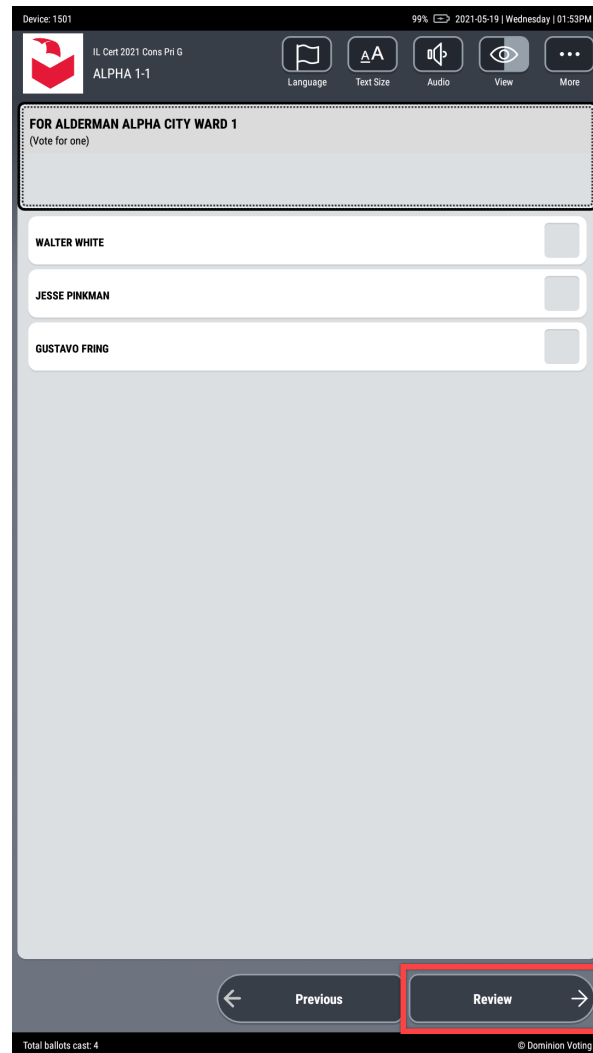 Device: 1501 99% 2021-05-19 | Wednesday | 01:53PM
IL Cert 2021 Cons Pri G
ALPHA 1-1
AA
Language Text Size Audio View More
FOR ALDERMAN ALPHA CITY WARD 1
(Vote for one)
WALTER WHITE
JESSE PINKMAN
GUSTAVO FRING
Previous Review
Total ballots cast: 4 © Dominion Voting